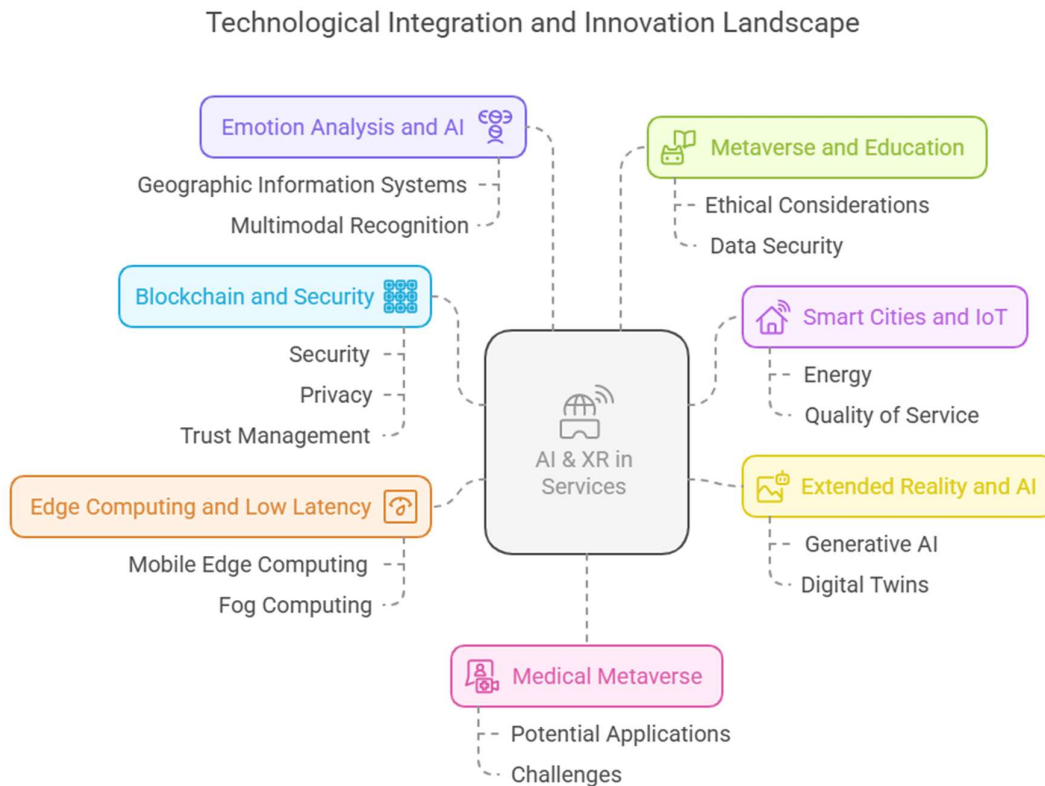 Technological Integration and Innovation Landscape
Emotion Analysis and AI
Geographic Information Systems
Multimodal Recognition
Metaverse and Education
Ethical Considerations
Data Security
Blockchain and Security
Security
Privacy
Trust Management
Smart Cities and IoT
Energy
Quality of Service
AI & XR in
Services
Edge Computing and Low Latency
Mobile Edge Computing
Fog Computing
Extended Reality and AI
Generative AI
Digital Twins
Medical Metaverse
Potential Applications
Challenges